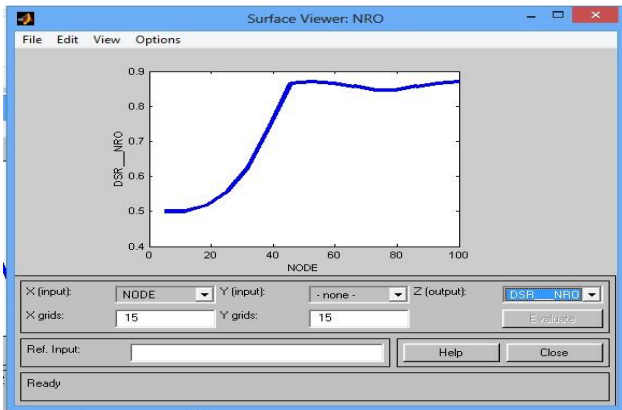 Surface Viewer: NRO
File Edit View Options
0.9
0.8
0.7
0.6
0.5
0.4
DSR__NRO
0 20 40 60 80 100
NODE
X (input): NODE Y (input): - none - Z (output): DSR__NRO
X grids: 15 Y grids: 15 Evaluate
Ref. Input: Help Close
Ready